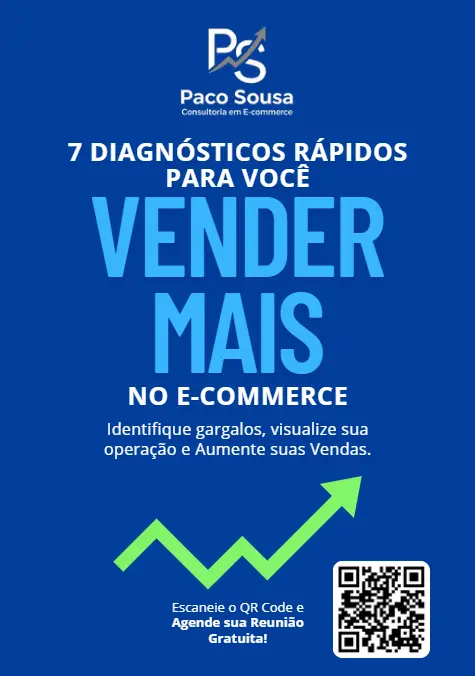 PS
Paco Sousa
Consultoria em E-commerce
7 DIAGNÓSTICOS RÁPIDOS
PARA VOCÊ
VENDER
MAIS
NO E-COMMERCE
Identifique gargalos, visualize sua
operação e Aumente suas Vendas.
Escaneie o QR Code e
Agende sua Reunião
Gratuita!